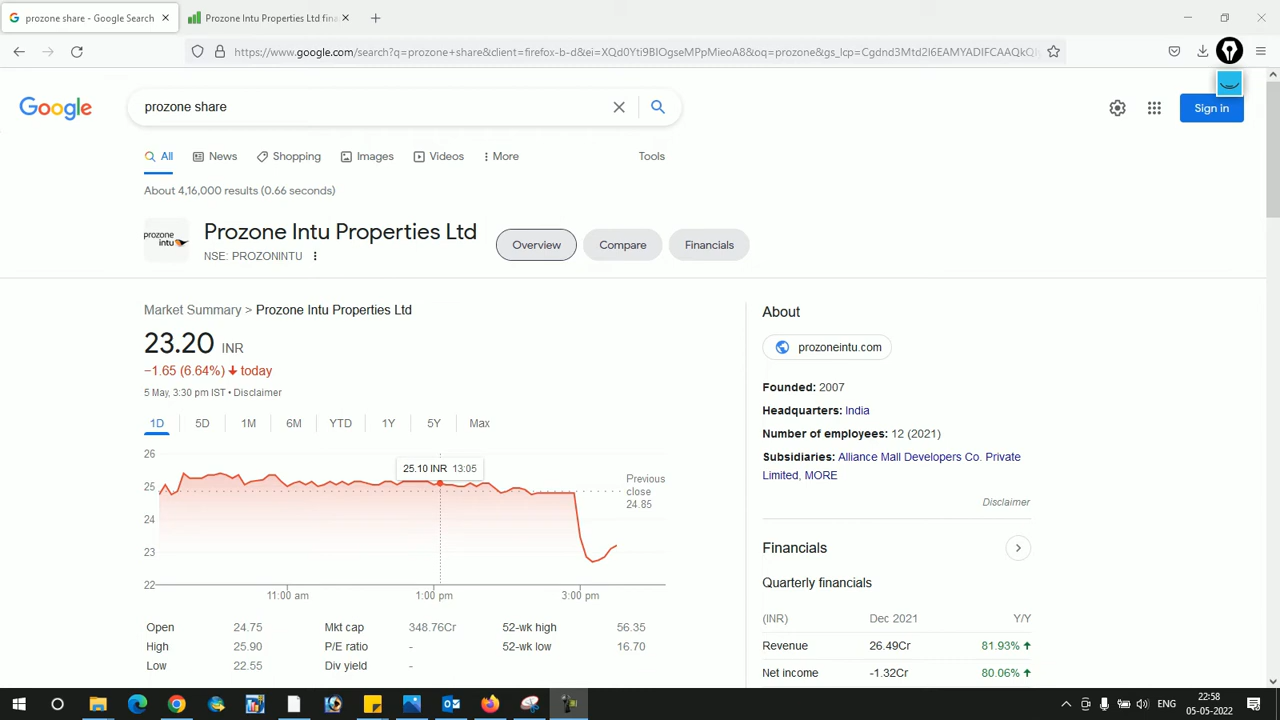 prozone share - Google Search
Prozone Intu Properties Ltd fina
https://www.google.com/search?q=prozone+share&client=firefox-b-d&ei=XQd0Yti9BIOgseMPpMieoA8&oq=prozone&gs_lcp=Cgdnd3Mtd2l6EAMYADIFCAAQkQ
Google
prozone share
Sign in
All
News
Shopping
Images
Videos
More
Tools
About 4,16,000 results (0.66 seconds)
prozone
intu
Prozone Intu Properties Ltd
NSE: PROZONINTU
Overview
Compare
Financials
Market Summary > Prozone Intu Properties Ltd
23.20 INR
−1.65 (6.64%) today
5 May, 3:30 pm IST • Disclaimer
1D 5D 1M 6M YTD 1Y 5Y Max
26
25.10 INR 13:05
25
24
23
22
Previous
close
24.85
11:00 am 1:00 pm 3:00 pm
Open 24.75 Mkt cap 348.76Cr 52-wk high 56.35
High 25.90 P/E ratio - 52-wk low 16.70
Low 22.55 Div yield -
About
prozoneintu.com
Founded: 2007
Headquarters: India
Number of employees: 12 (2021)
Subsidiaries: Alliance Mall Developers Co. Private
Limited, MORE
Disclaimer
Financials
Quarterly financials
(INR) Dec 2021 Y/Y
Revenue 26.49Cr 81.93%
Net income -1.32Cr 80.06%
ENG
22:58
05-05-2022